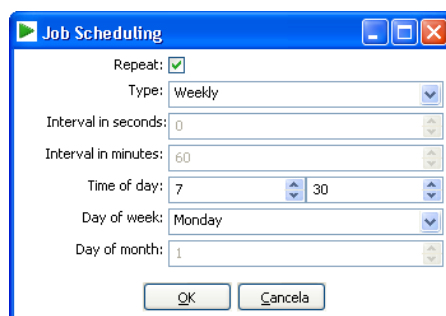 Job Scheduling
Repeat:
Type: Weekly
Interval in seconds: 0
Interval in minutes: 60
Time of day: 7 30
Day of week: Monday
Day of month: 1
OK Cancela